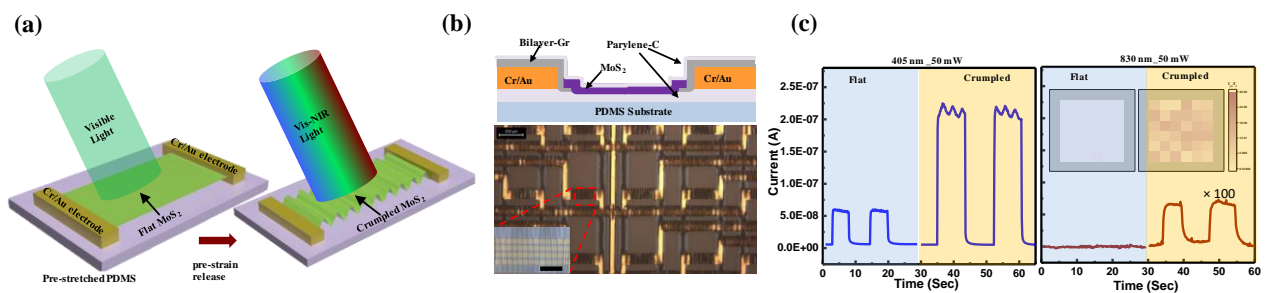 (a)
Visible
Light
Cr/Au electrode
Cr/Au electrode
Flat MoS2
Pre-stretched PDMS
pre-strain
release
Vis-NIR
Light
Crumpled MoS2
(b)
Bilayer-Gr
Parylene-C
MoS2
Cr/Au
Cr/Au
PDMS Substrate
(c)
405 nm_50 mW
Flat
Crumpled
2.5E-07
2.0E-07
1.5E-07
1.0E-07
5.0E-08
0.0E+00
Current (A)
0 10 20 30 40 50 60
Time (Sec)
830 nm_50 mW
Flat
Crumpled
× 100
0 10 20 30 40 50 60
Time (Sec)